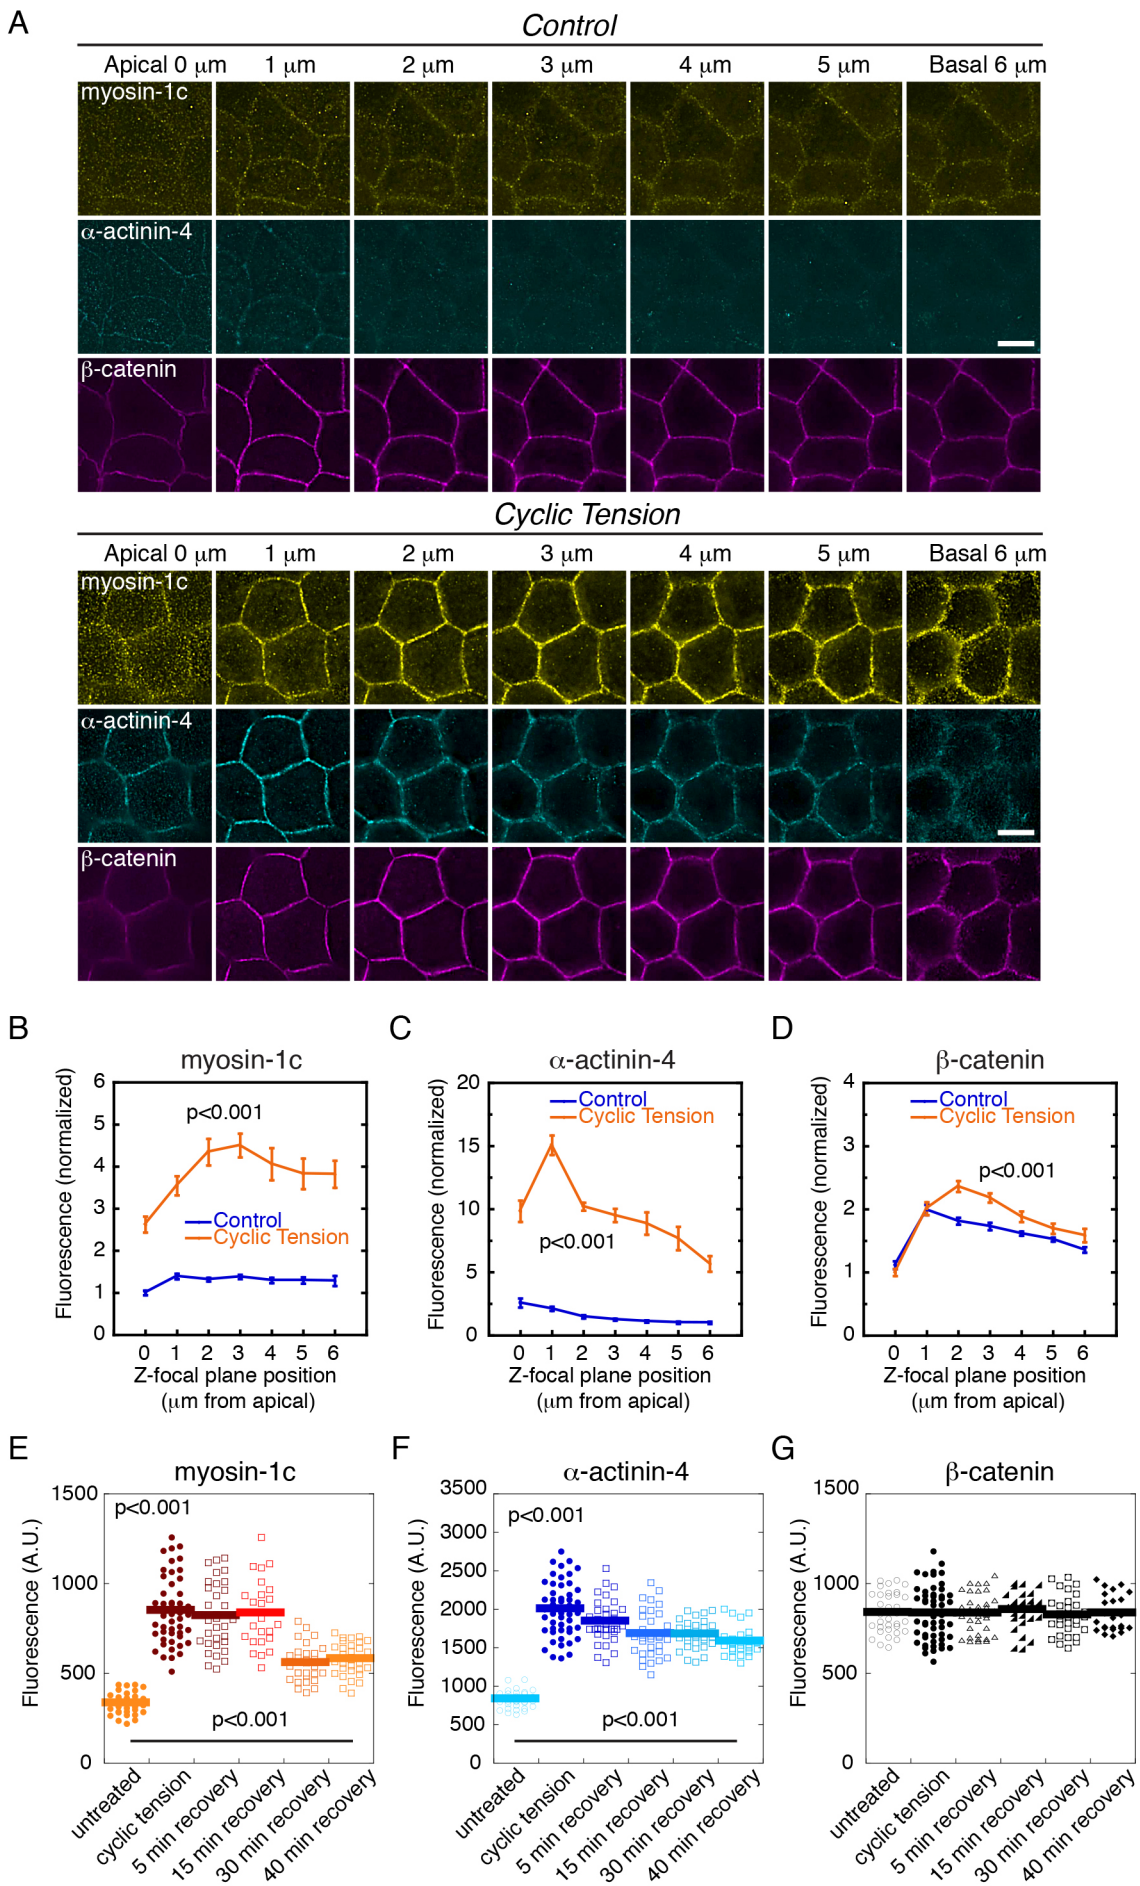 A
Control
Apical 0 μm 1 μm 2 μm 3 μm 4 μm 5 μm Basal 6 μm
myosin-1c
α-actinin-4
β-catenin
Cyclic Tension
Apical 0 μm 1 μm 2 μm 3 μm 4 μm 5 μm Basal 6 μm
myosin-1c
α-actinin-4
β-catenin
B
myosin-1c
Fluorescence (normalized)
6
5
4
3
2
1
0
p<0.001
Control
Cyclic Tension
0 1 2 3 4 5 6
Z-focal plane position
(μm from apical)
C
α-actinin-4
Fluorescence (normalized)
20
15
10
5
0
Control
Cyclic Tension
p<0.001
0 1 2 3 4 5 6
Z-focal plane position
(μm from apical)
D
β-catenin
Fluorescence (normalized)
4
3
2
1
0
Control
Cyclic Tension
p<0.001
0 1 2 3 4 5 6
Z-focal plane position
(μm from apical)
E
myosin-1c
Fluorescence (A.U.)
1500
1000
500
0
p<0.001
p<0.001
untreated
cyclic tension
5 min recovery
15 min recovery
30 min recovery
40 min recovery
F
α-actinin-4
Fluorescence (A.U.)
3500
3000
2500
2000
1500
1000
500
0
p<0.001
p<0.001
untreated
cyclic tension
5 min recovery
15 min recovery
30 min recovery
40 min recovery
G
β-catenin
Fluorescence (A.U.)
1500
1000
500
0
untreated
cyclic tension
5 min recovery
15 min recovery
30 min recovery
40 min recovery